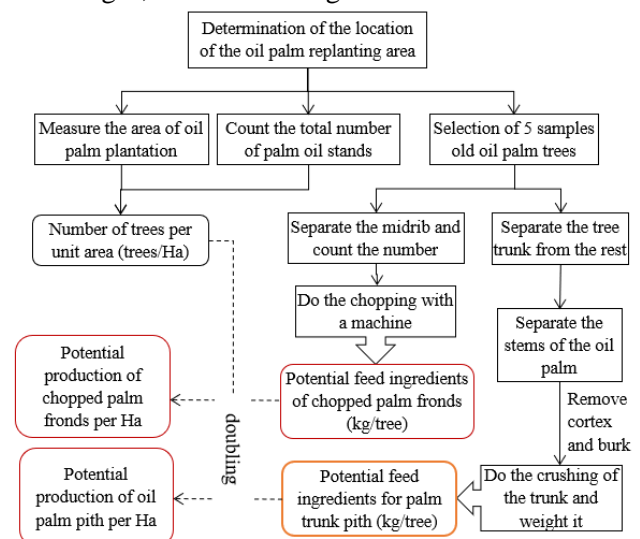 Determination of the location
of the oil palm replanting area
Measure the area of oil
palm plantation
Count the total number
of palm oil stands
Selection of 5 samples
old oil palm trees
Number of trees per
unit area (trees/Ha)
Separate the midrib and
count the number
Separate the tree
trunk from the rest
Do the chopping with
a machine
Separate the
stems of the oil
palm
Potential
production of
chopped palm
fronds per Ha
doubling
Potential feed ingredients
of chopped palm fronds
(kg/tree)
Remove
cortex
and burk
Potential
production of oil
palm pith per Ha
Potential feed
ingredients for palm
trunk pith (kg/tree)
Do the crushing of
the trunk and
weight it